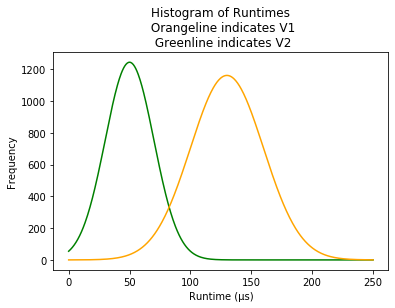 Histogram of Runtimes
Orangeline indicates V1
Greenline indicates V2
1200
1000
800
600
400
200
0
Frequency
0
50
100
150
200
250
Runtime (µs)